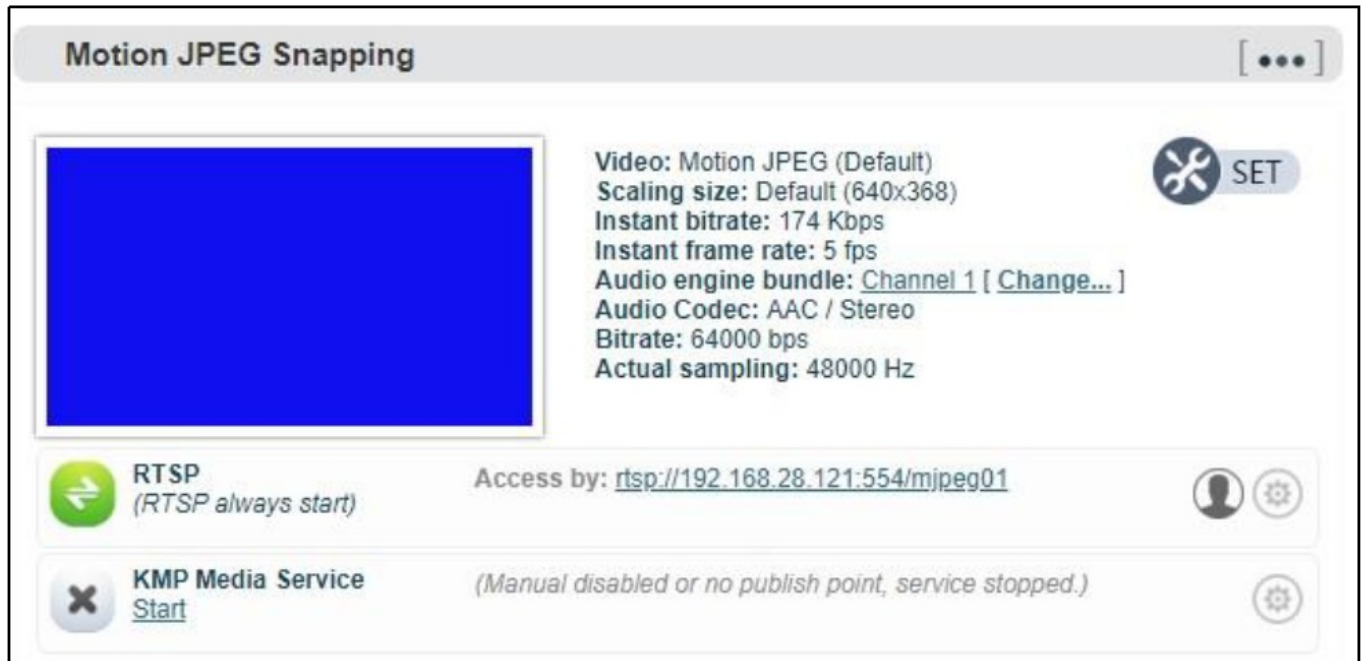 Motion JPEG Snapping [•••]
Video: Motion JPEG (Default)
SET
Scaling size: Default (640x368)
Instant bitrate: 174 Kbps
Instant frame rate: 5 fps
Audio engine bundle: Channel 1 [ Change... ]
Audio Codec: AAC / Stereo
Bitrate: 64000 bps
Actual sampling: 48000 Hz
RTSP
(RTSP always start)
Access by: rtsp://192.168.28.121:554/mjpeg01
KMP Media Service
Start
(Manual disabled or no publish point, service stopped.)